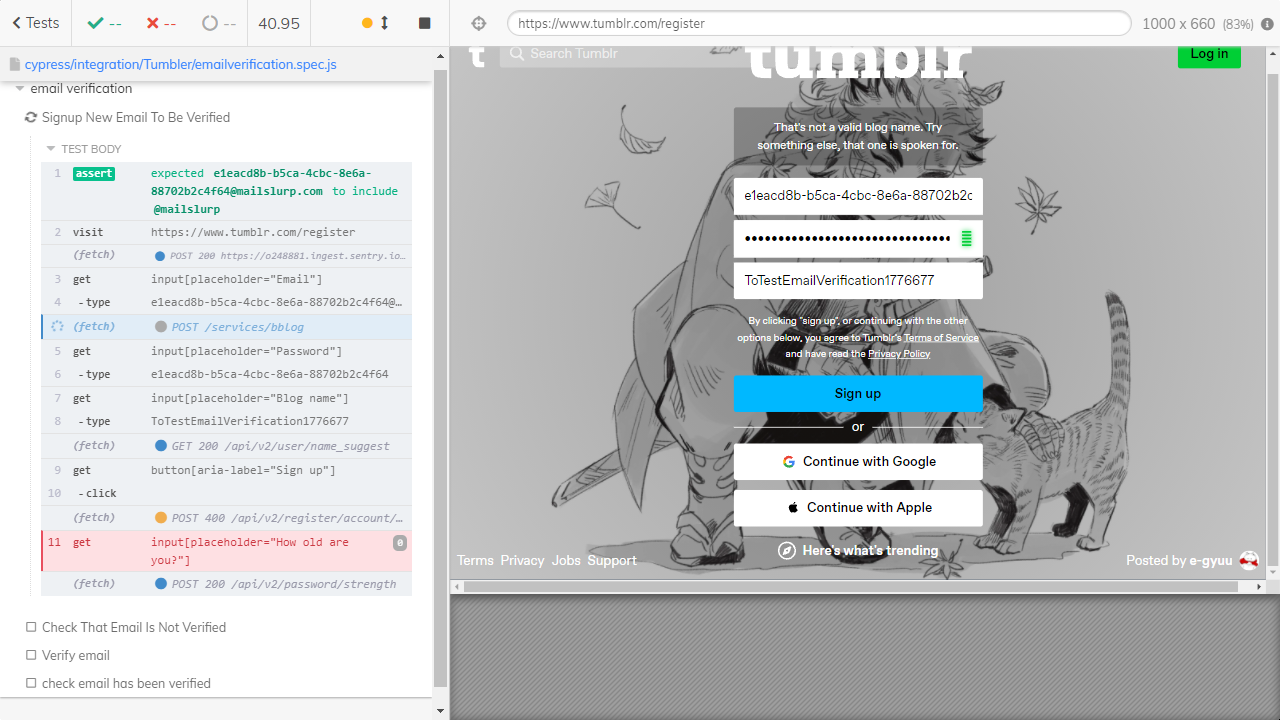 Tests
--
--
--
40.95
https://www.tumblr.com/register
1000 x 660 (83%)
cypress/integration/Tumbler/emailverification.spec.js
email verification
Signup New Email To Be Verified
TEST BODY
1 assert expected e1eacd8b-b5ca-4cbc-8e6a-
88702b2c4f64@mailslurp.com to include
@mailslurp
2 visit https://www.tumblr.com/register
(fetch) POST 200 https://o248881.ingest.sentry.io…
3 get input[placeholder="Email"]
4 -type e1eacd8b-b5ca-4cbc-8e6a-88702b2c4f64@…
(fetch) POST /services/bblog
5 get input[placeholder="Password"]
6 -type e1eacd8b-b5ca-4cbc-8e6a-88702b2c4f64
7 get input[placeholder="Blog name"]
8 -type ToTestEmailVerification1776677
(fetch) GET 200 /api/v2/user/name_suggest
9 get button[aria-label="Sign up"]
10 -click
(fetch) POST 400 /api/v2/register/account/…
11 get input[placeholder="How old are 0
you?"]
(fetch) POST 200 /api/v2/password/strength
Check That Email Is Not Verified
Verify email
check email has been verified
t
Search Tumblr
tumblr
Log in
That's not a valid blog name. Try
something else, that one is spoken for.
e1eacd8b-b5ca-4cbc-8e6a-88702b2c
ToTestEmailVerification1776677
By clicking "sign up", or continuing with the other
options below, you agree to Tumblr's Terms of Service
and have read the Privacy Policy
Sign up
or
Continue with Google
Continue with Apple
Here's what's trending
Terms Privacy Jobs Support
Posted by e-gyuu